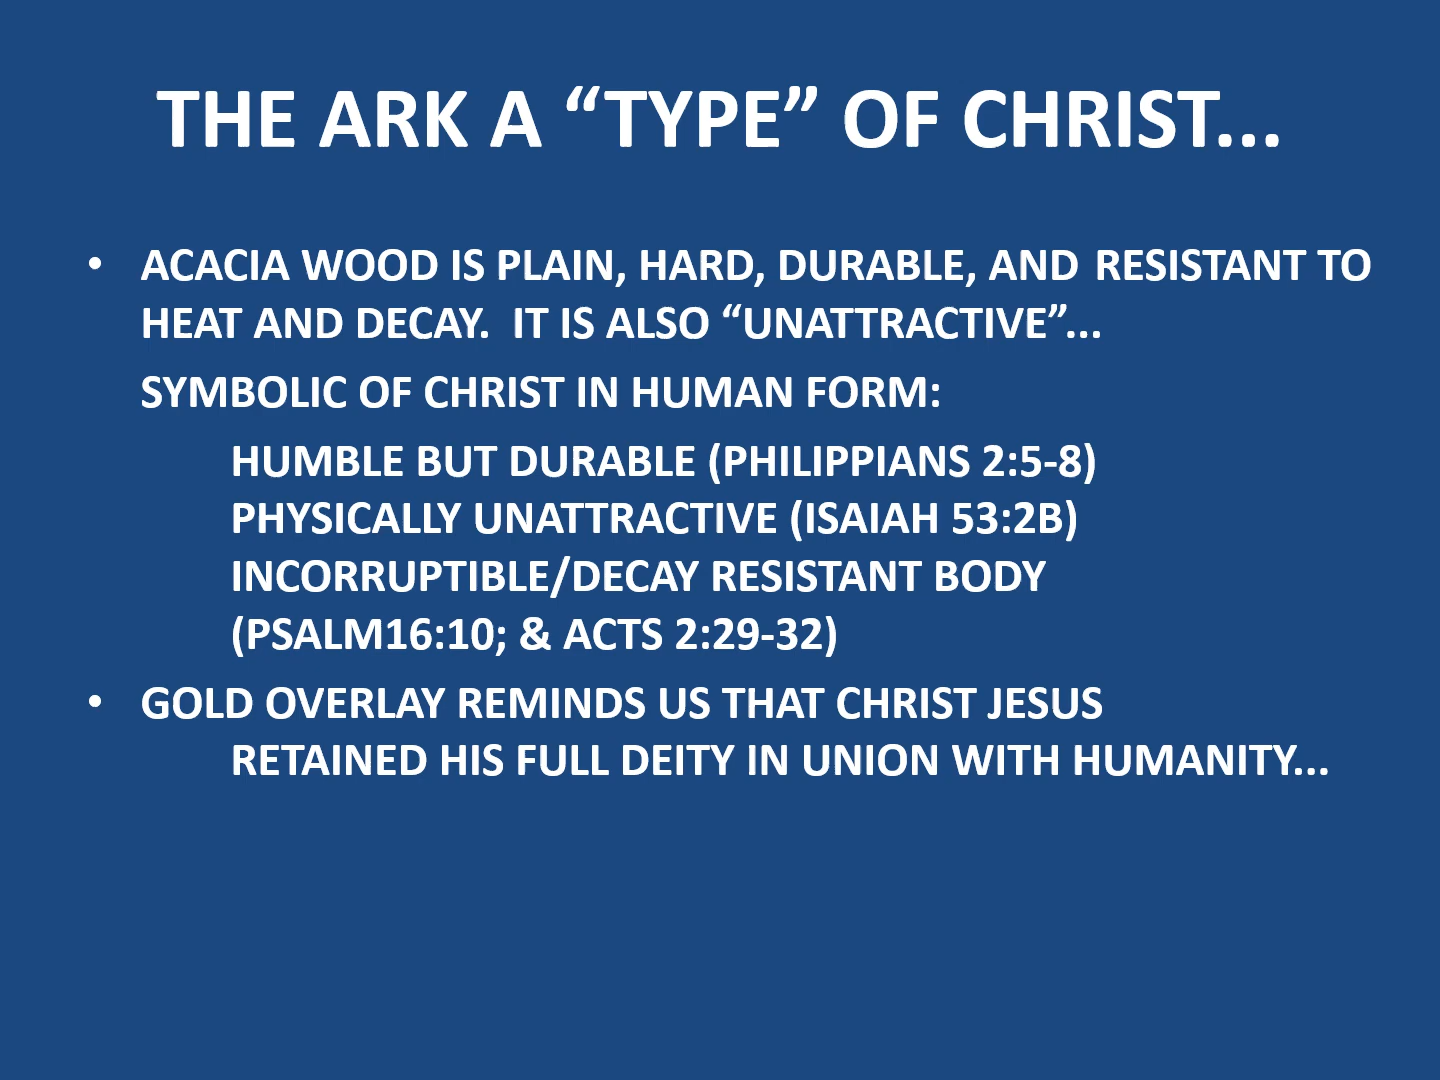 THE ARK A “TYPE” OF CHRIST...
• ACACIA WOOD IS PLAIN, HARD, DURABLE, AND RESISTANT TO
HEAT AND DECAY.  IT IS ALSO “UNATTRACTIVE”...
SYMBOLIC OF CHRIST IN HUMAN FORM:
HUMBLE BUT DURABLE (PHILIPPIANS 2:5-8)
PHYSICALLY UNATTRACTIVE (ISAIAH 53:2B)
INCORRUPTIBLE/DECAY RESISTANT BODY
(PSALM16:10; & ACTS 2:29-32)
• GOLD OVERLAY REMINDS US THAT CHRIST JESUS
RETAINED HIS FULL DEITY IN UNION WITH HUMANITY...